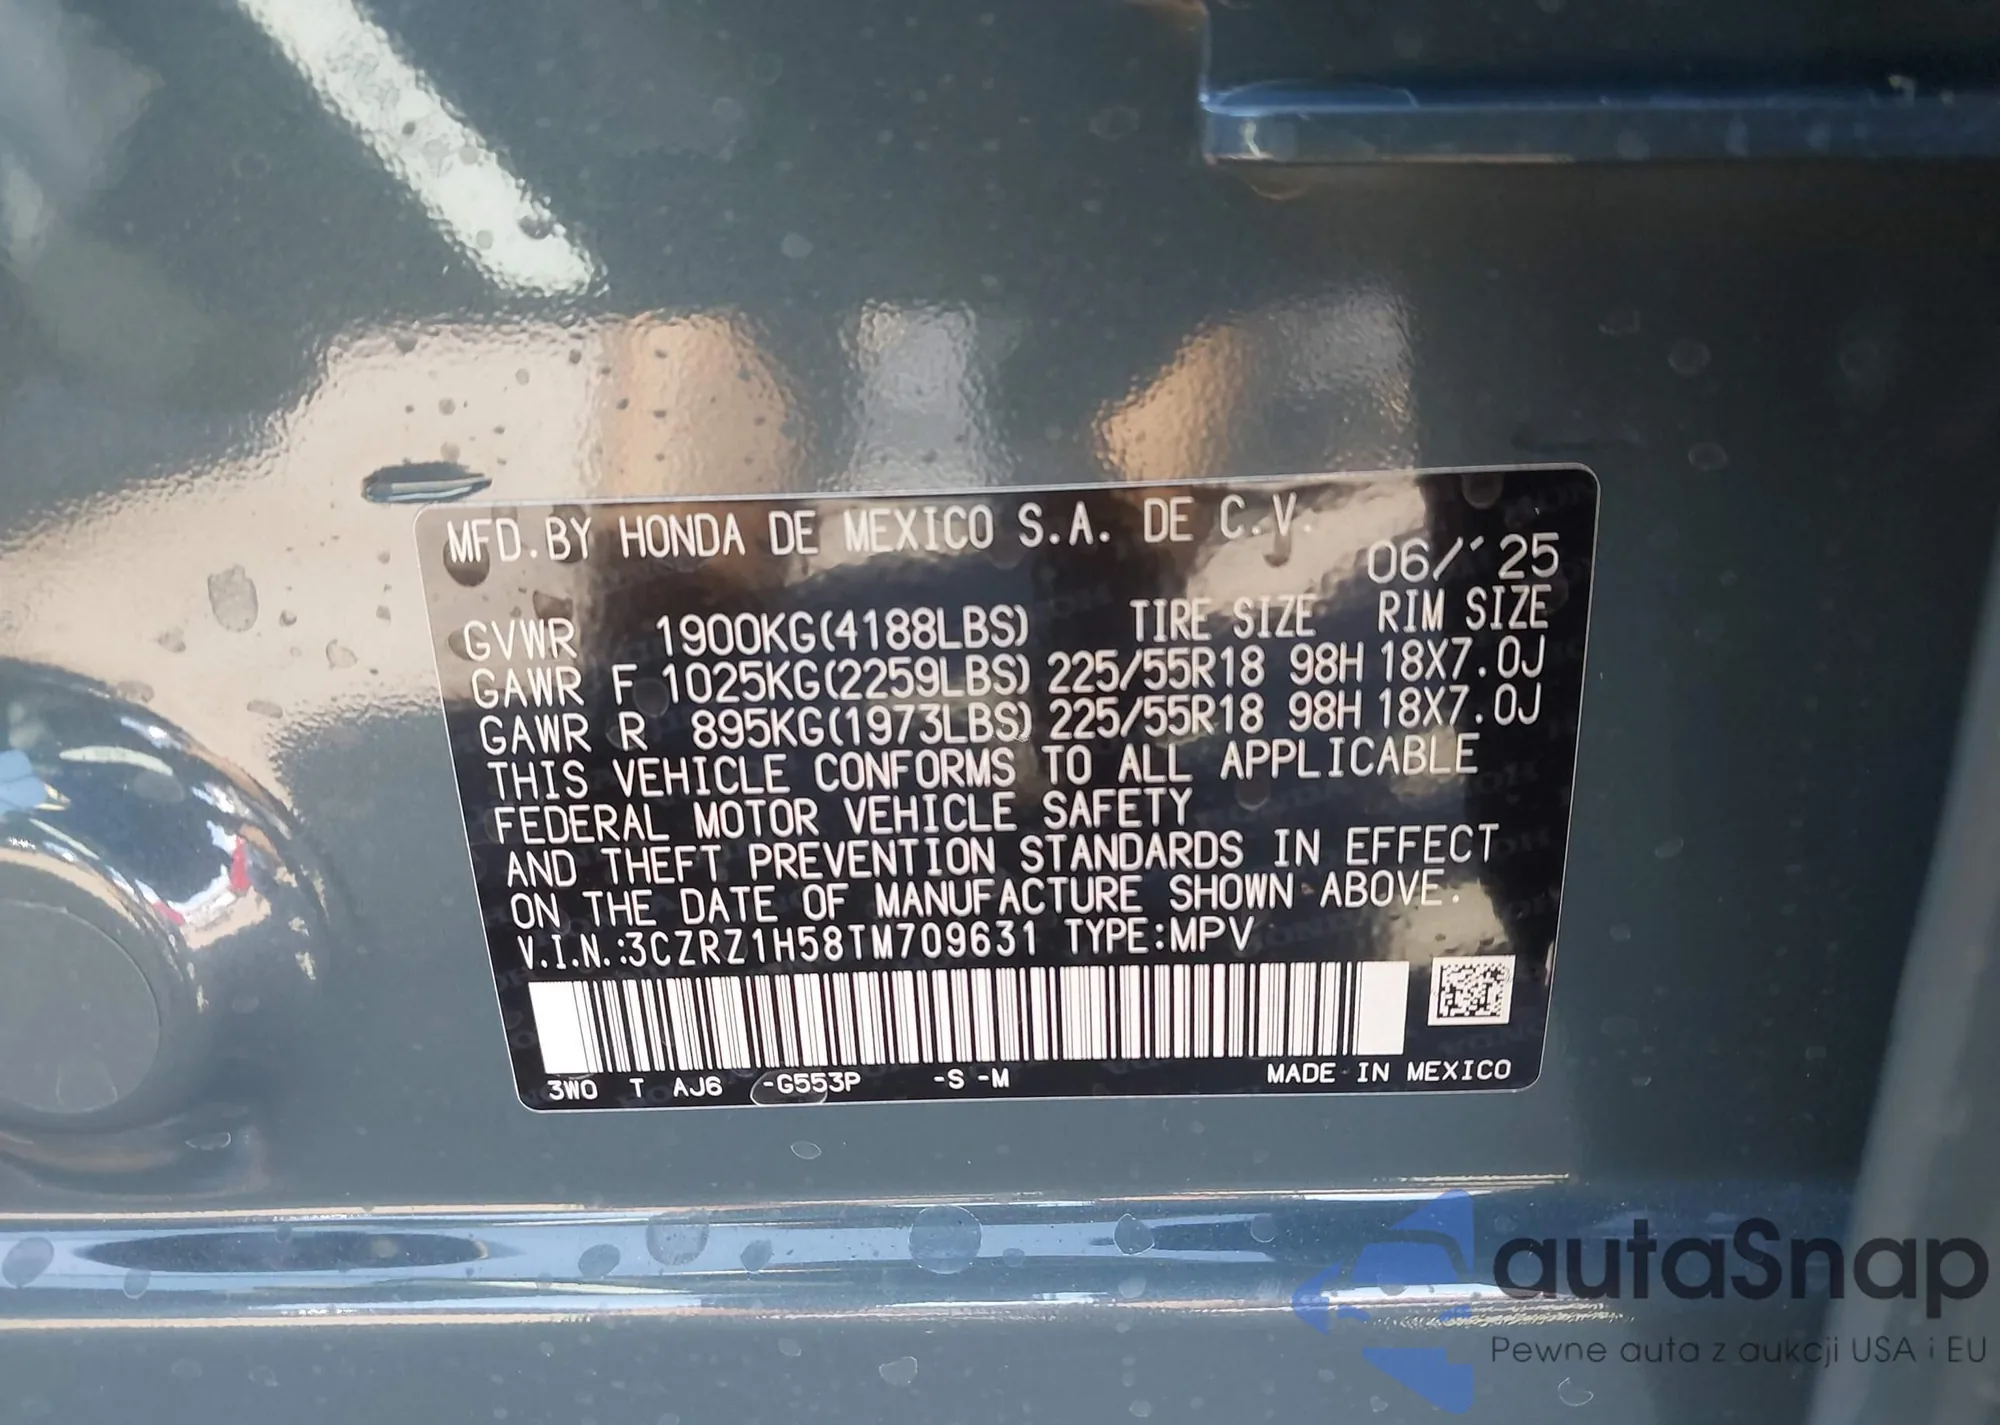 MFD.BY HONDA DE MEXICO S.A. DE C.V.
06/'25
GVWR 1900KG(4188LBS) TIRE SIZE RIM SIZE
GAWR F 1025KG(2259LBS) 225/55R18 98H 18X7.0J
GAWR R 895KG(1973LBS) 225/55R18 98H 18X7.0J
THIS VEHICLE CONFORMS TO ALL APPLICABLE
FEDERAL MOTOR VEHICLE SAFETY
AND THEFT PREVENTION STANDARDS IN EFFECT
ON THE DATE OF MANUFACTURE SHOWN ABOVE.
V.I.N.:3CZRZ1H58TM709631 TYPE:MPV
3W0 T AJ6 -G553P -S -M MADE IN MEXICO
autaSnap
Pewne auta z aukcji USA i EU